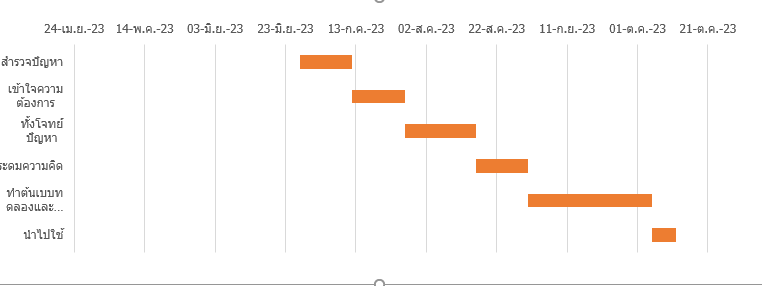 24-เม.ย.-23 14-พ.ค.-23 03-มิ.ย.-23 23-มิ.ย.-23 13-ก.ค.-23 02-ส.ค.-23 22-ส.ค.-23 11-ก.ย.-23 01-ต.ค.-23 21-ต.ค.-23
สำรวจปัญหา
เข้าใจความ
ต้องการ
ทั้งโจทย์
ปัญหา
ระดมความคิด
ทำต้นเบบท
ดลองและ...
นำไปใช้